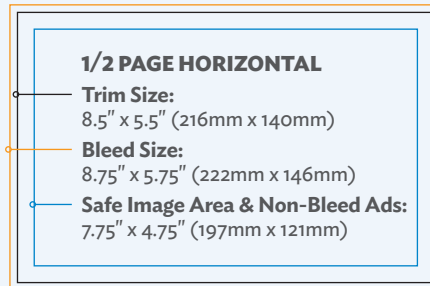 1/2 PAGE HORIZONTAL
Trim Size:
8.5" x 5.5" (216mm x 140mm)
Bleed Size:
8.75" x 5.75" (222mm x 146mm)
Safe Image Area & Non-Bleed Ads:
7.75" x 4.75" (197mm x 121mm)